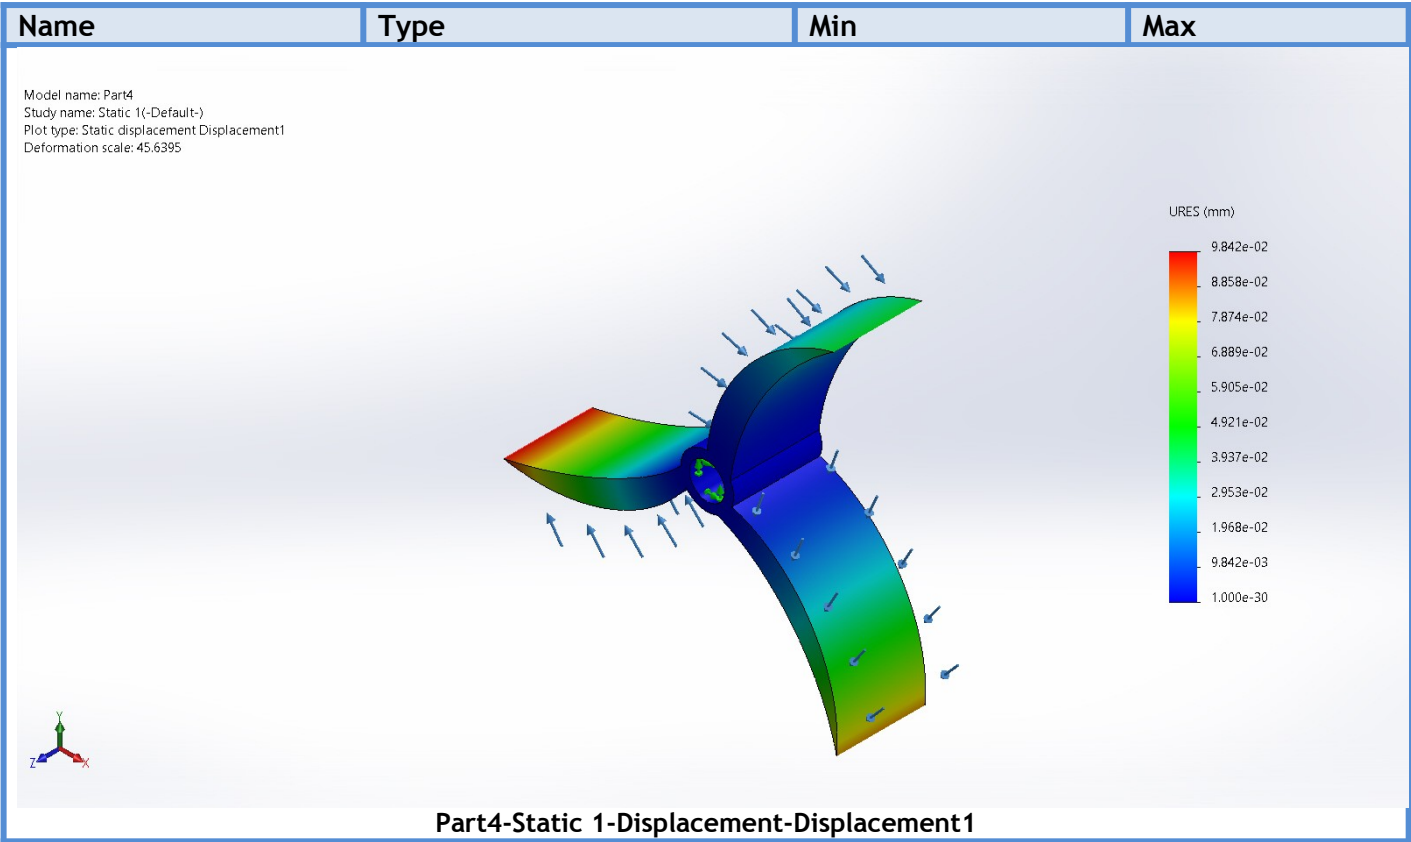 Name Type Min Max
Model name: Part4
Study name: Static 1(-Default-)
Plot type: Static displacement Displacement1
Deformation scale: 45.6395
URES (mm)
9.842e-02
8.858e-02
7.874e-02
6.889e-02
5.905e-02
4.921e-02
3.937e-02
2.953e-02
1.968e-02
9.842e-03
1.000e-30
Y
Z
X
Part4-Static 1-Displacement-Displacement1